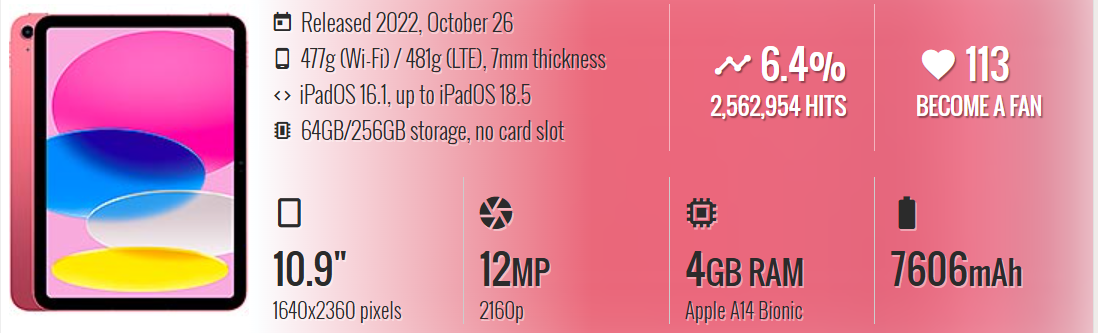 Released 2022, October 26
477g (Wi-Fi) / 481g (LTE), 7mm thickness
iPadOS 16.1, up to iPadOS 18.5
64GB/256GB storage, no card slot
6.4%
2,562,954 HITS
113
BECOME A FAN
10.9"
1640x2360 pixels
12MP
2160p
4GB RAM
Apple A14 Bionic
7606mAh